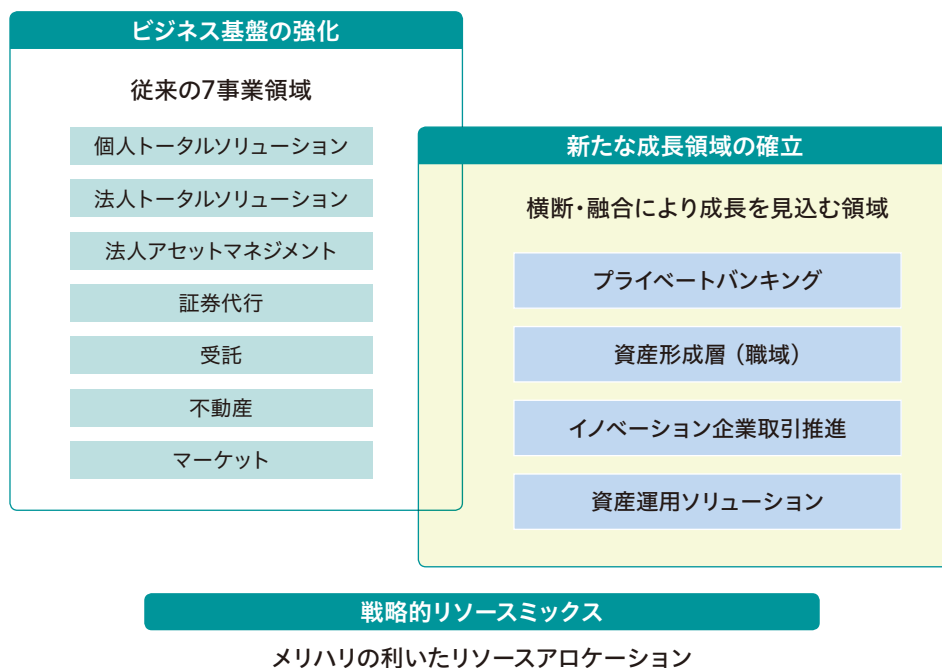 ビジネス基盤の強化
従来の7事業領域
個人トータルソリューション
法人トータルソリューション
法人アセットマネジメント
証券代行
受託
不動産
マーケット
新たな成長領域の確立
横断・融合により成長を見込む領域
プライベートバンキング
資産形成層（職域）
イノベーション企業取引推進
資産運用ソリューション
戦略的リソースミックス
メリハリの利いたリソースアロケーション